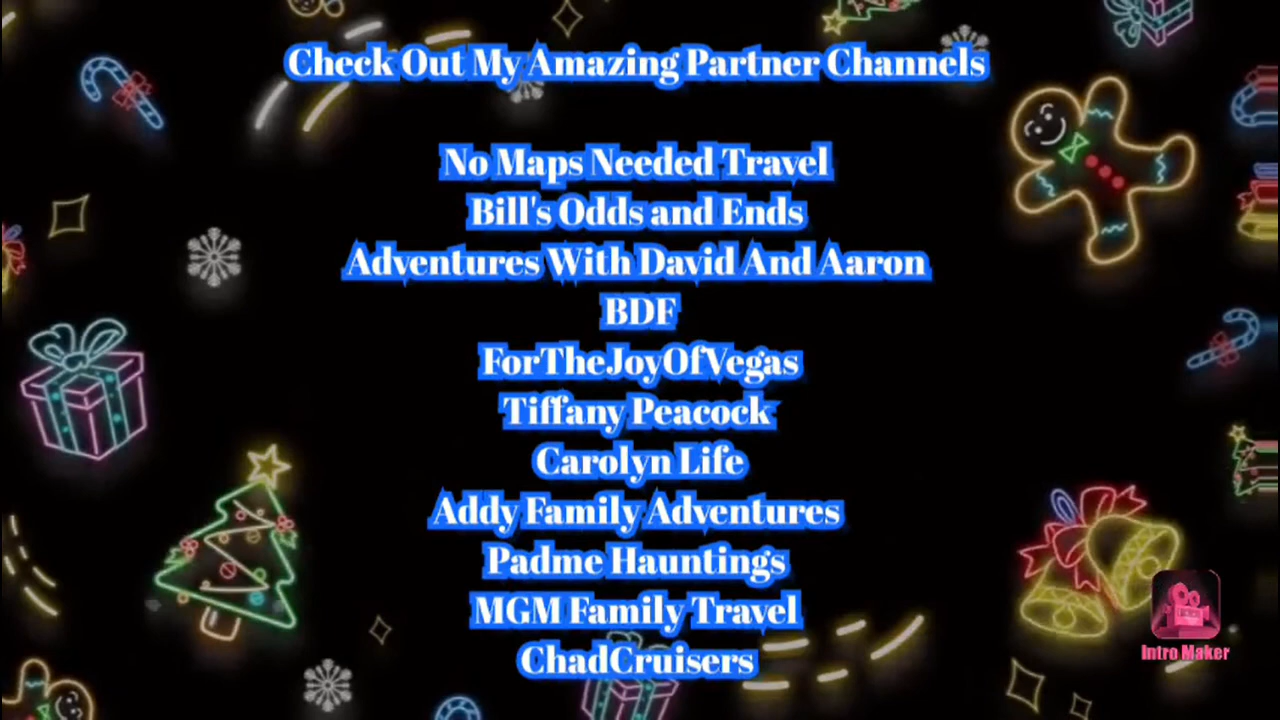 Check Out My Amazing Partner Channels
No Maps Needed Travel
Bill's Odds and Ends
Adventures With David And Aaron
BDF
ForTheJoyOfVegas
Tiffany Peacock
Carolyn Life
Addy Family Adventures
Padme Hauntings
MGM Family Travel
ChadCruisers
Intro Maker